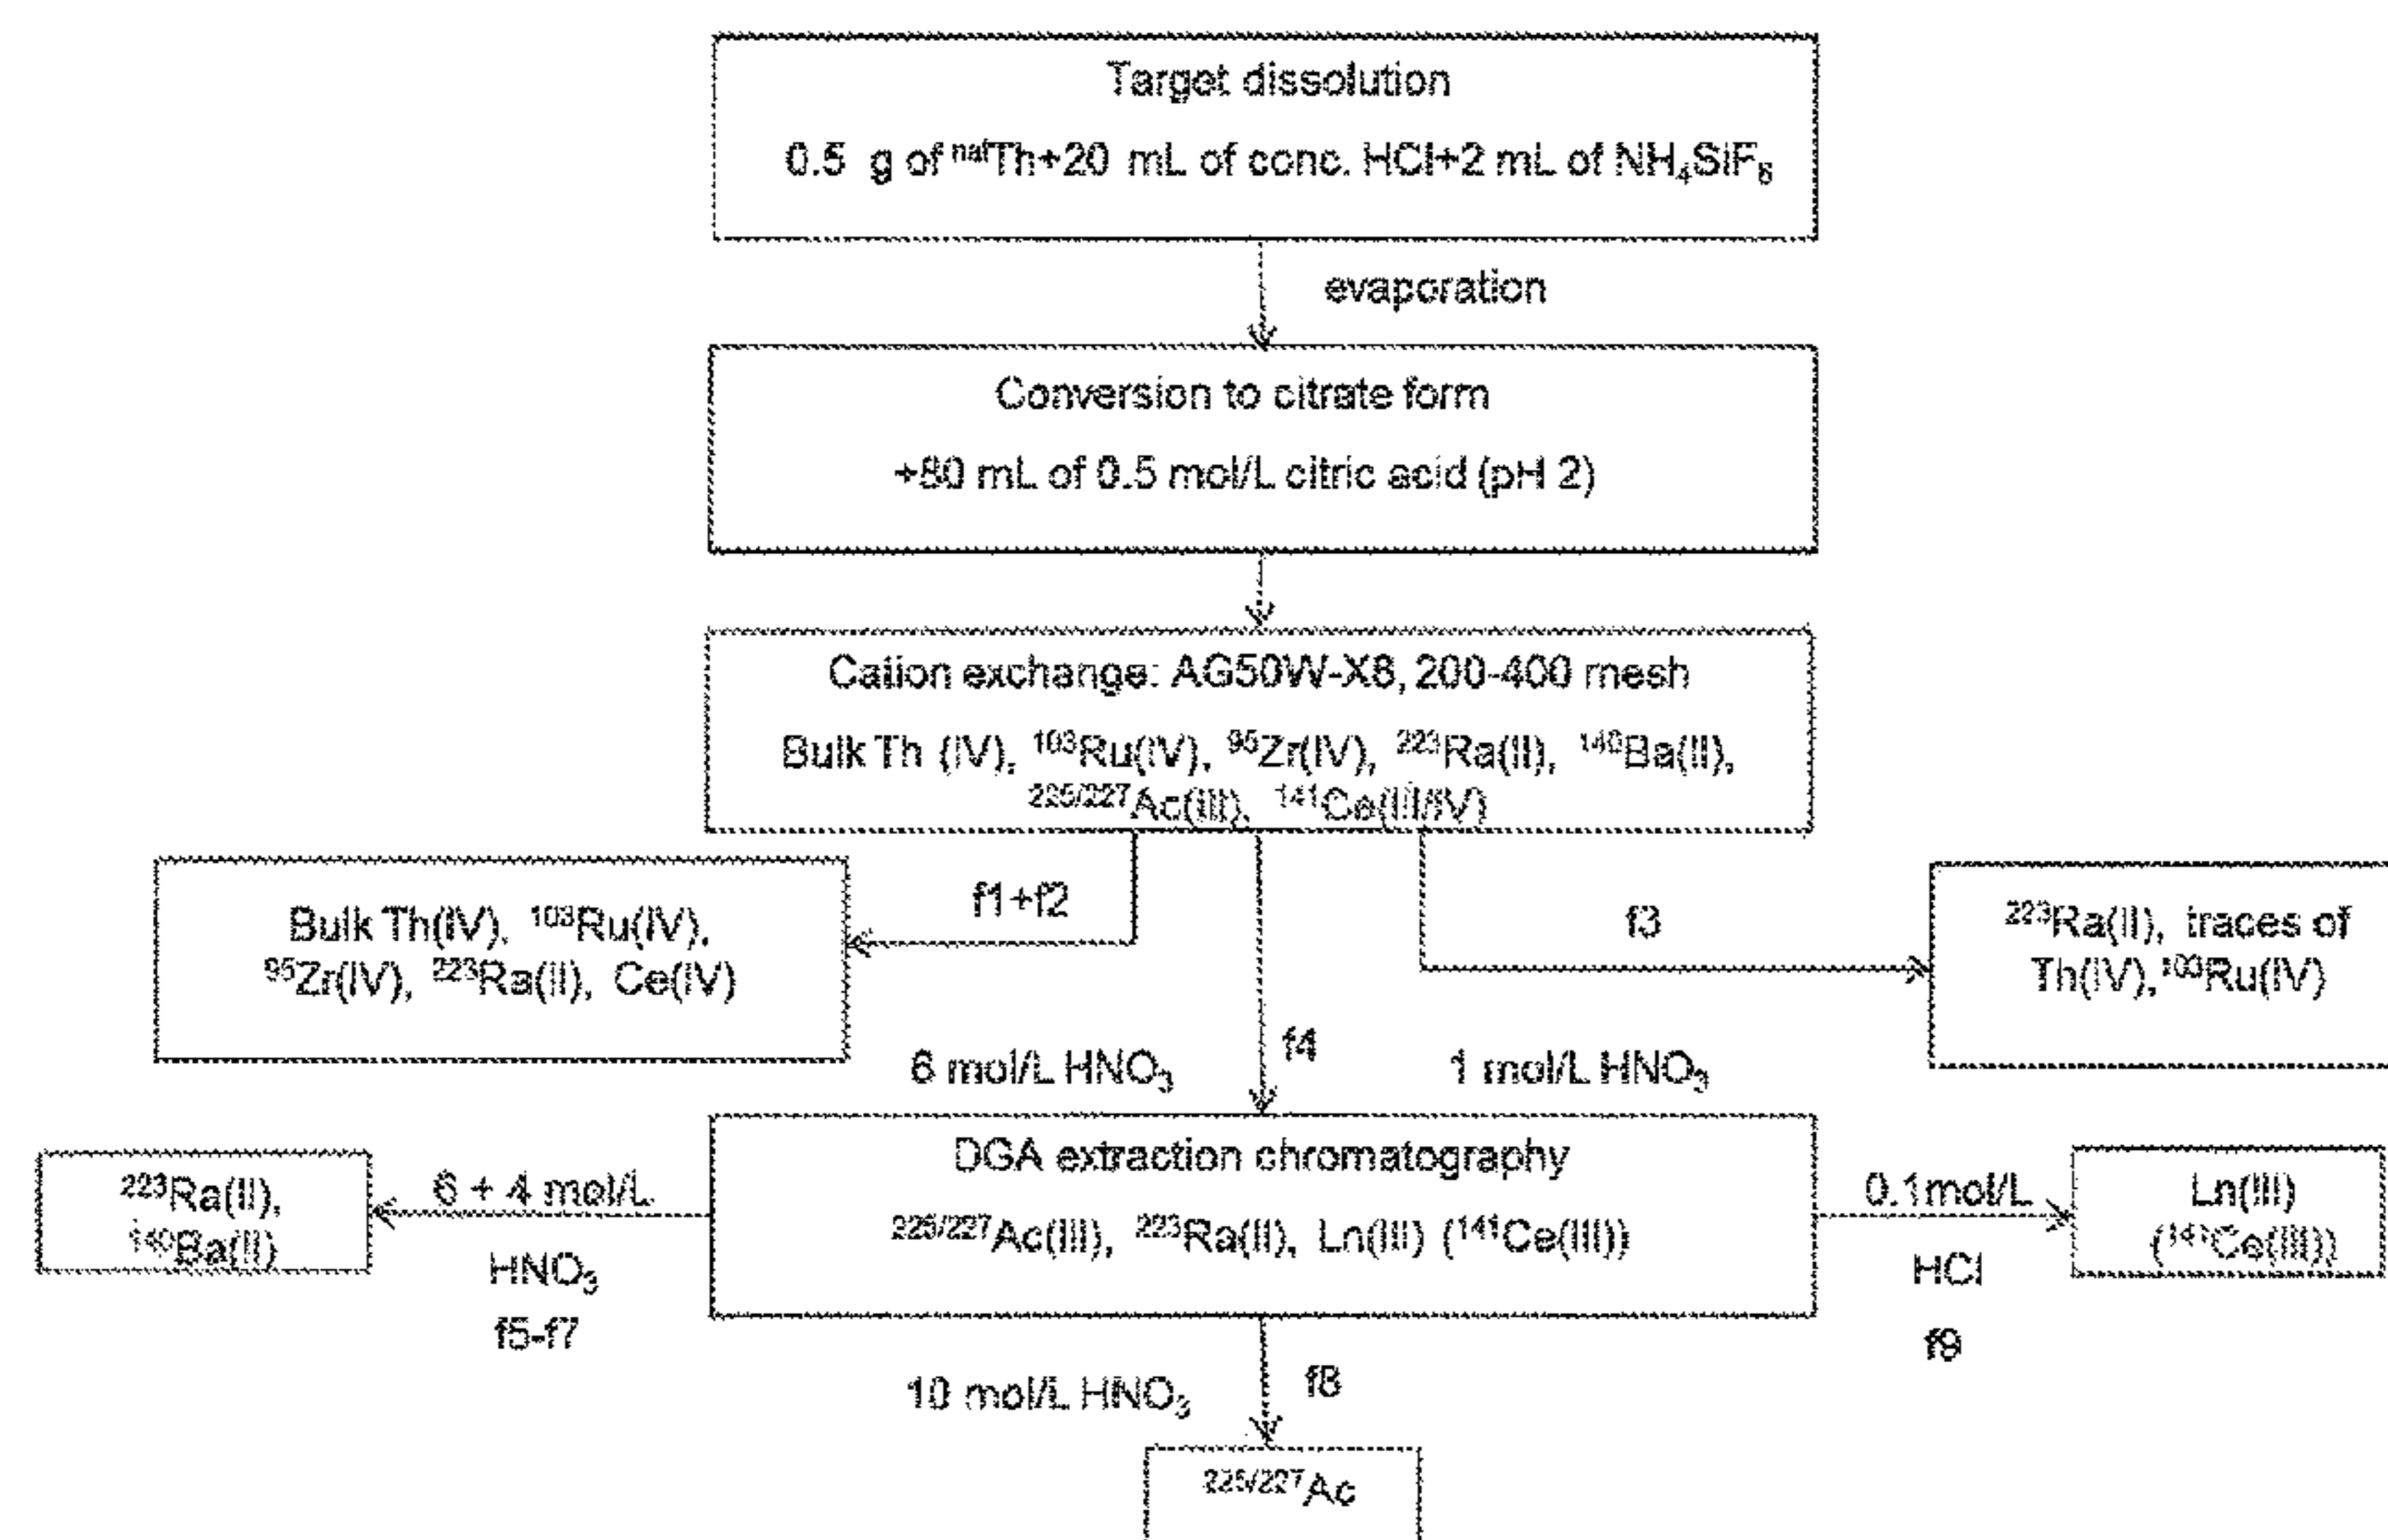 Target dissolution
0.5 g of ⁿᵃᵗTh+20 mL of conc. HCl+2 mL of NH₄SiF₆
evaporation
Conversion to citrate form
+80 mL of 0.5 mol/L citric acid (pH 2)
Cation exchange: AG50W-X8, 200-400 mesh
Bulk Th (IV), ¹⁰³Ru(IV), ⁹⁵Zr(IV), ²²³Ra(II), ¹⁴⁰Ba(II),
²²⁵/²²⁷Ac(III), ¹⁴¹Ce(III/IV)
f1+f2
Bulk Th(IV), ¹⁰³Ru(IV),
⁹⁵Zr(IV), ²²³Ra(II), Ce(IV)
f3
²²³Ra(II), traces of
Th(IV), ¹⁰³Ru(IV)
6 mol/L HNO₃
f4
1 mol/L HNO₃
DGA extraction chromatography
²²⁵/²²⁷Ac(III), ²²³Ra(II), Ln(III) (¹⁴¹Ce(III))
6 + 4 mol/L
HNO₃
f5-f7
²²³Ra(II),
¹⁴⁰Ba(II)
0.1mol/L
HCl
f9
Ln(III)
(¹⁴¹Ce(III))
10 mol/L HNO₃
f8
²²⁵/²²⁷Ac